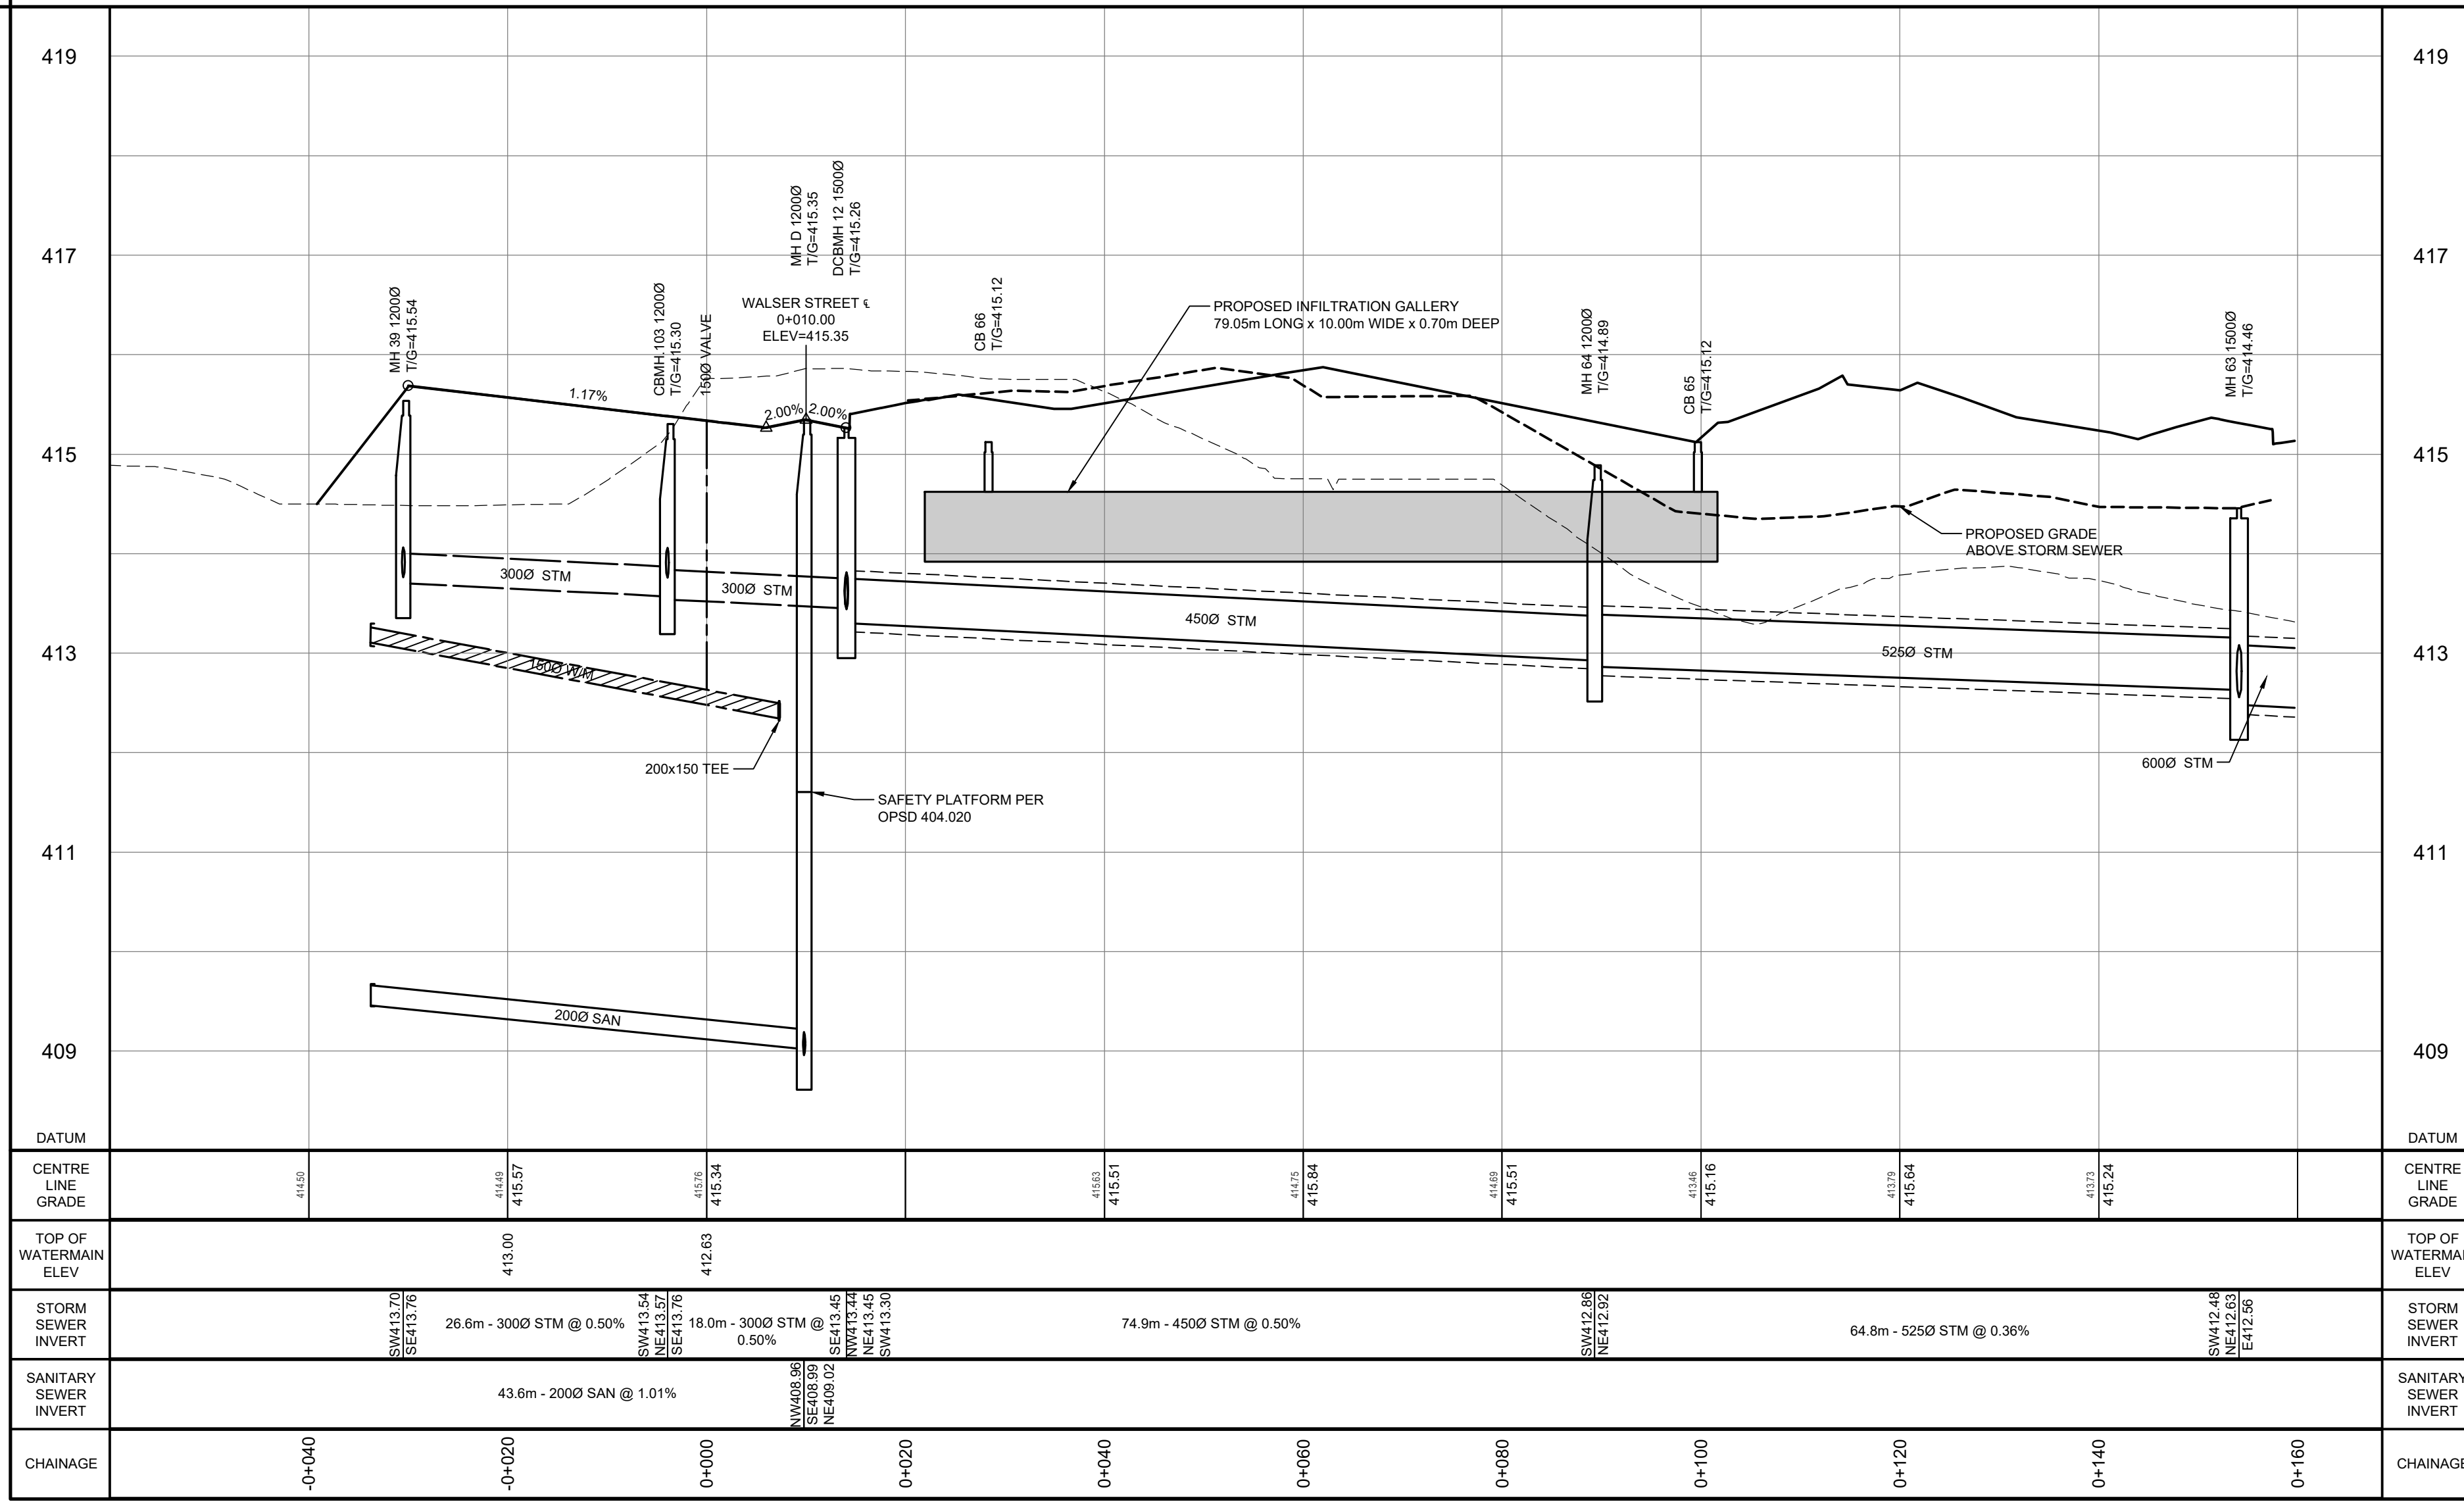 419
419
417
417
415
415
413
413
411
411
409
409
DATUM
DATUM
MH 39 1200Ø
T/G=415.54
CBMH.103 1200Ø
T/G=415.30
150Ø VALVE
MH D 1200Ø
T/G=415.35
DCBMH 12 1500Ø
T/G=415.26
WALSER STREET ℄
0+010.00
ELEV=415.35
CB 66
T/G=415.12
PROPOSED INFILTRATION GALLERY
79.05m LONG x 10.00m WIDE x 0.70m DEEP
MH 64 1200Ø
T/G=414.89
CB 65
T/G=415.12
MH 63 1500Ø
T/G=414.46
1.17%
2.00%
2.00%
PROPOSED GRADE
ABOVE STORM SEWER
300Ø STM
300Ø STM
450Ø STM
525Ø STM
600Ø STM
150Ø W/M
200x150 TEE
SAFETY PLATFORM PER
OPSD 404.020
200Ø SAN
CENTRE
LINE
GRADE
414.50
414.49
415.57
415.76
415.34
415.63
415.51
414.75
415.84
414.69
415.51
413.46
415.16
413.79
415.64
413.73
415.24
CENTRE
LINE
GRADE
TOP OF
WATERMAIN
ELEV
413.00
412.63
TOP OF
WATERMAI
ELEV
STORM
SEWER
INVERT
SW413.70
SE413.76
26.6m - 300Ø STM @ 0.50%
SW413.54
NE413.57
SE413.76
18.0m - 300Ø STM @
0.50%
SE413.45
NW413.44
NE413.45
SW413.30
74.9m - 450Ø STM @ 0.50%
SW412.86
NE412.92
64.8m - 525Ø STM @ 0.36%
SW412.48
NE412.63
E412.56
STORM
SEWER
INVERT
SANITARY
SEWER
INVERT
43.6m - 200Ø SAN @ 1.01%
NW408.96
SE408.99
NE409.02
SANITARY
SEWER
INVERT
CHAINAGE
-0+040
-0+020
0+000
0+020
0+040
0+060
0+080
0+100
0+120
0+140
0+160
CHAINAGE